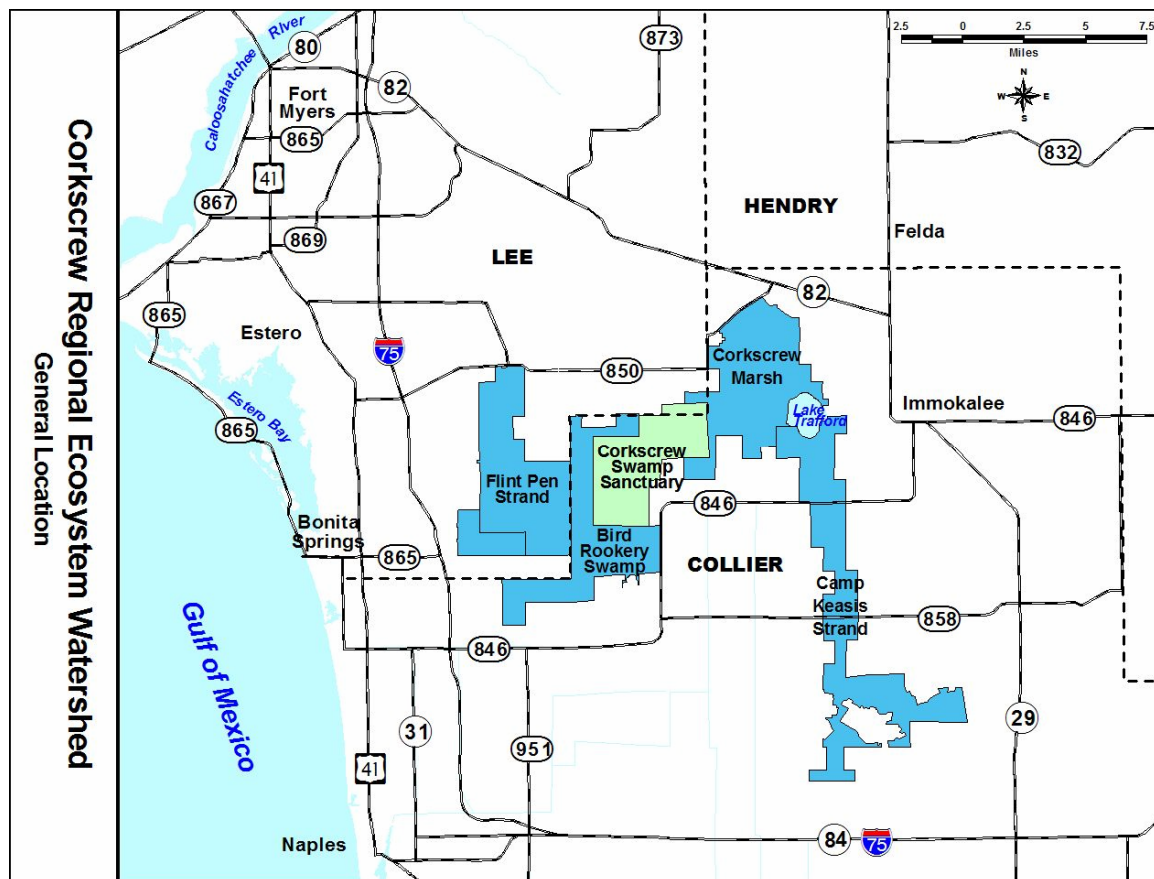 Corkscrew Regional Ecosystem Watershed
General Location
2.5 0 2.5 5 7.5
Miles
N
W E
S
Caloosahatchee River
80
873
82
Fort
Myers
865
832
41
867
HENDRY
869
Felda
LEE
82
865
Estero
75
850
Corkscrew
Marsh
Estero Bay
865
Lake
Trafford
Immokalee
846
Corkscrew
Swamp
Sanctuary
Flint Pen
Strand
846
Bonita
Springs
865
Bird
Rookery
Swamp
COLLIER
Camp
Keasis
Strand
858
Gulf of Mexico
846
31
951
29
41
Naples
84
75